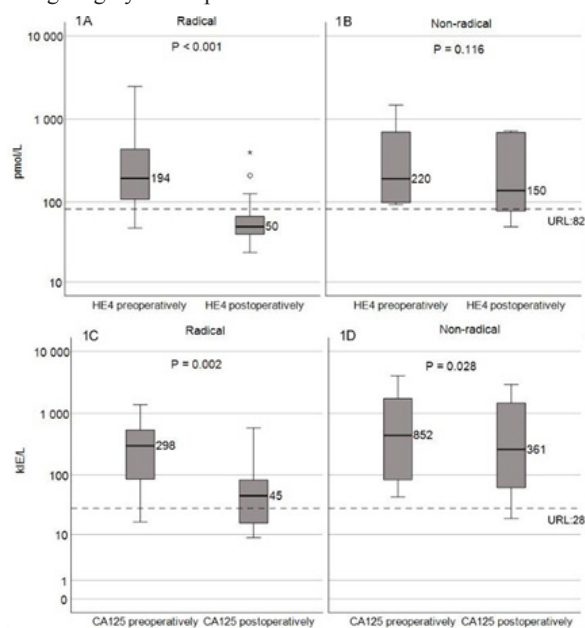 1A Radical
P < 0.001
10 000
1 000
100
10
pmol/L
194
50
HE4 preoperatively HE4 postoperatively
1B Non-radical
P = 0.116
220
150
URL:82
HE4 preoperatively HE4 postoperatively
1C Radical
P = 0.002
10 000
1 000
100
10
1
0
kIE/L
298
45
CA125 preoperatively CA125 postoperatively
1D Non-radical
P = 0.028
852
361
URL:28
CA125 preoperatively CA125 postoperatively